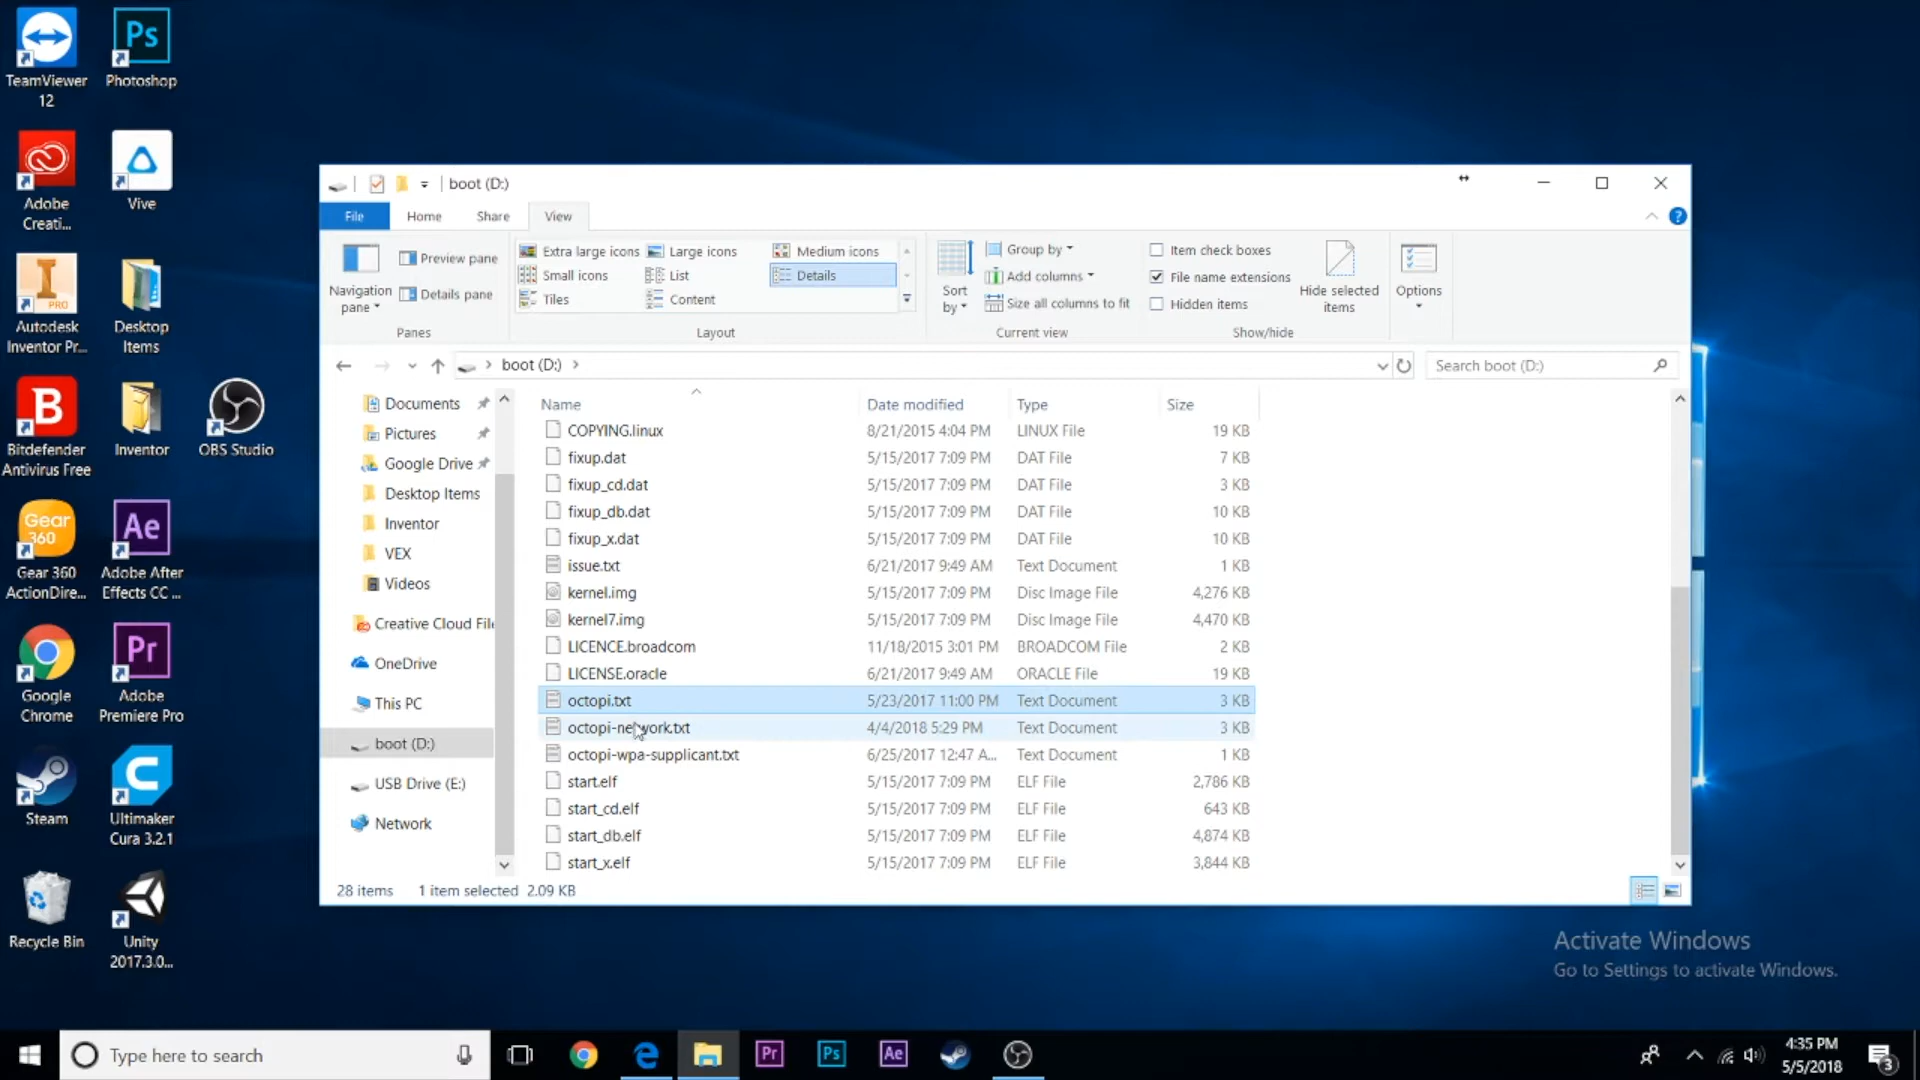 TeamViewer
12
Ps
Photoshop
Adobe
Creati...
Vive
PRO
Autodesk
Inventor Pr...
Desktop
Items
B
Bitdefender
Antivirus Free
Inventor
OBS Studio
Gear
360
Gear 360
ActionDire...
Ae
Adobe After
Effects CC ...
Google
Chrome
Pr
Adobe
Premiere Pro
Steam
Ultimaker
Cura 3.2.1
Recycle Bin
Unity
2017.3.0...
boot (D:)
File
Home
Share
View
?
Navigation
pane
Preview pane
Details pane
Panes
Extra large icons
Large icons
Medium icons
Small icons
List
Details
Tiles
Content
Layout
Sort
by
Group by
Add columns
Size all columns to fit
Current view
Item check boxes
File name extensions
Hidden items
Hide selected
items
Show/hide
Options
boot (D:)
Search boot (D:)
Documents
Pictures
Google Drive
Desktop Items
Inventor
VEX
Videos
Creative Cloud File
OneDrive
This PC
boot (D:)
USB Drive (E:)
Network
Name Date modified Type Size
COPYING.linux 8/21/2015 4:04 PM LINUX File 19 KB
fixup.dat 5/15/2017 7:09 PM DAT File 7 KB
fixup_cd.dat 5/15/2017 7:09 PM DAT File 3 KB
fixup_db.dat 5/15/2017 7:09 PM DAT File 10 KB
fixup_x.dat 5/15/2017 7:09 PM DAT File 10 KB
issue.txt 6/21/2017 9:49 AM Text Document 1 KB
kernel.img 5/15/2017 7:09 PM Disc Image File 4,276 KB
kernel7.img 5/15/2017 7:09 PM Disc Image File 4,470 KB
LICENCE.broadcom 11/18/2015 3:01 PM BROADCOM File 2 KB
LICENSE.oracle 6/21/2017 9:49 AM ORACLE File 19 KB
octopi.txt 5/23/2017 11:00 PM Text Document 3 KB
octopi-network.txt 4/4/2018 5:29 PM Text Document 3 KB
octopi-wpa-supplicant.txt 6/25/2017 12:47 A... Text Document 1 KB
start.elf 5/15/2017 7:09 PM ELF File 2,786 KB
start_cd.elf 5/15/2017 7:09 PM ELF File 643 KB
start_db.elf 5/15/2017 7:09 PM ELF File 4,874 KB
start_x.elf 5/15/2017 7:09 PM ELF File 3,844 KB
28 items 1 item selected 2.09 KB
Activate Windows
Go to Settings to activate Windows.
Type here to search
Pr
Ps
Ae
4:35 PM
5/5/2018
3